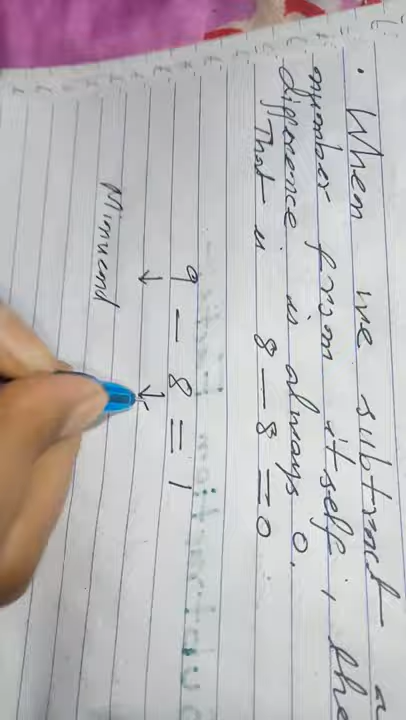 • When we subtract a
number from itself, the
difference is always 0.
That is 8 - 8 = 0
9 - 8 = 1
↓ ↓
Minuend